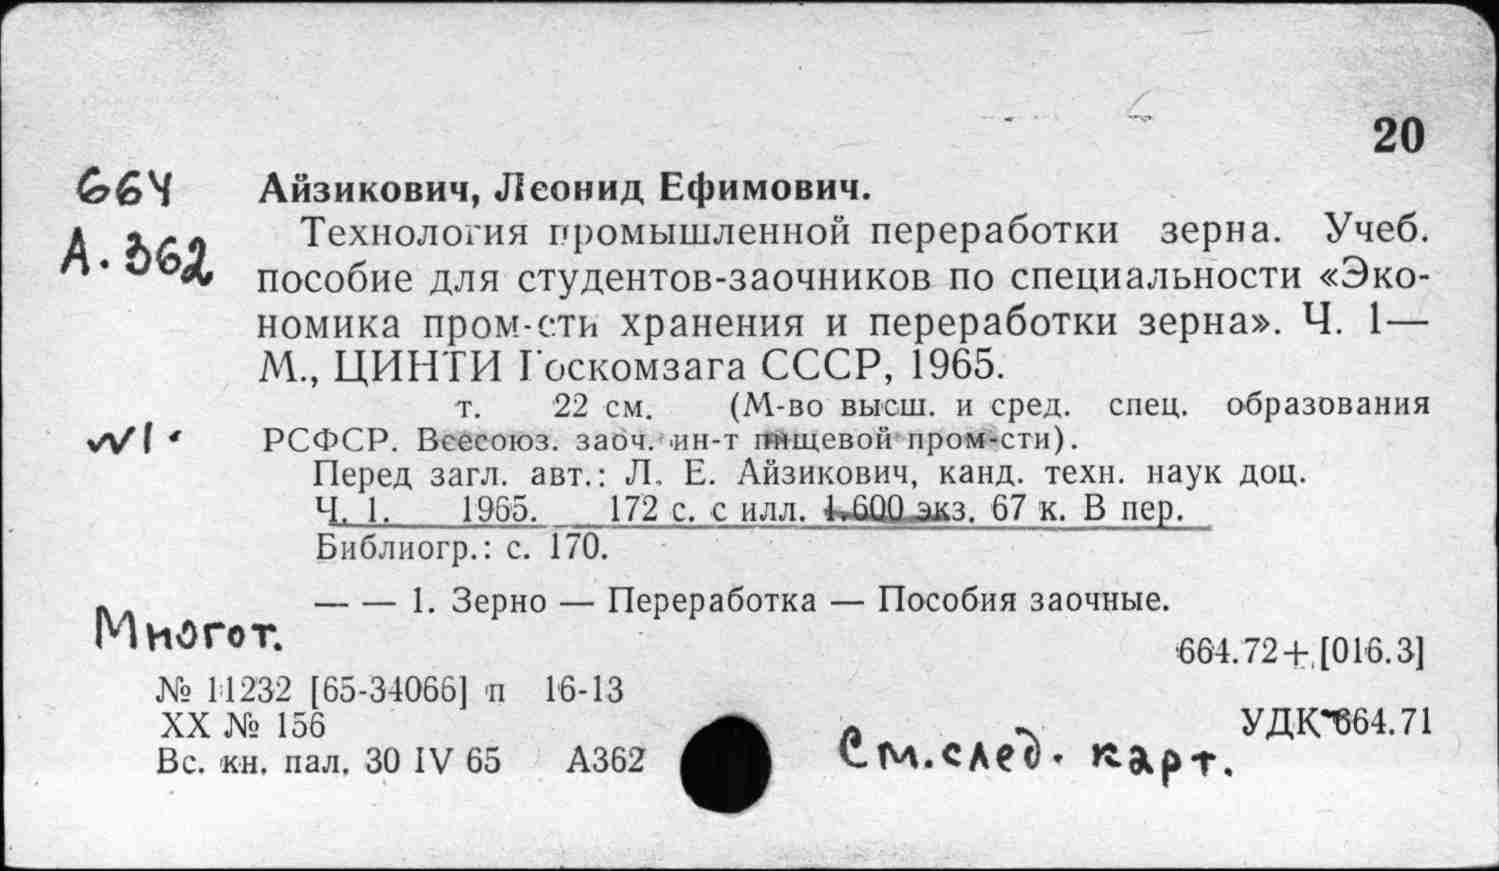 20
664
А.362
Айзикович, Леонид Ефимович.
Технология промышленной переработки зерна. Учеб.
пособие для студентов-заочников по специальности «Эко-
номика пром-сти хранения и переработки зерна». Ч. 1—
М., ЦИНТИ Госкомзага СССР, 1965.
т. 22 см. (М-во высш. и сред. спец. образования
РСФСР. Всесоюз. заоч. ин-т пищевой пром-сти).
Перед загл. авт.: Л. Е. Айзикович, канд. техн. наук доц.
Ч. 1. 1965. 172 с. с илл. 1.600 экз. 67 к. В пер.
Библиогр.: с. 170.
— — 1. Зерно — Переработка — Пособия заочные.
Многот.
664.72+[016.3]
№ 11232 [65-34066] п 16-13
XX № 156
УДК 664.71
Вс. кн. пал. 30 IV 65 А362
См. след. карт.